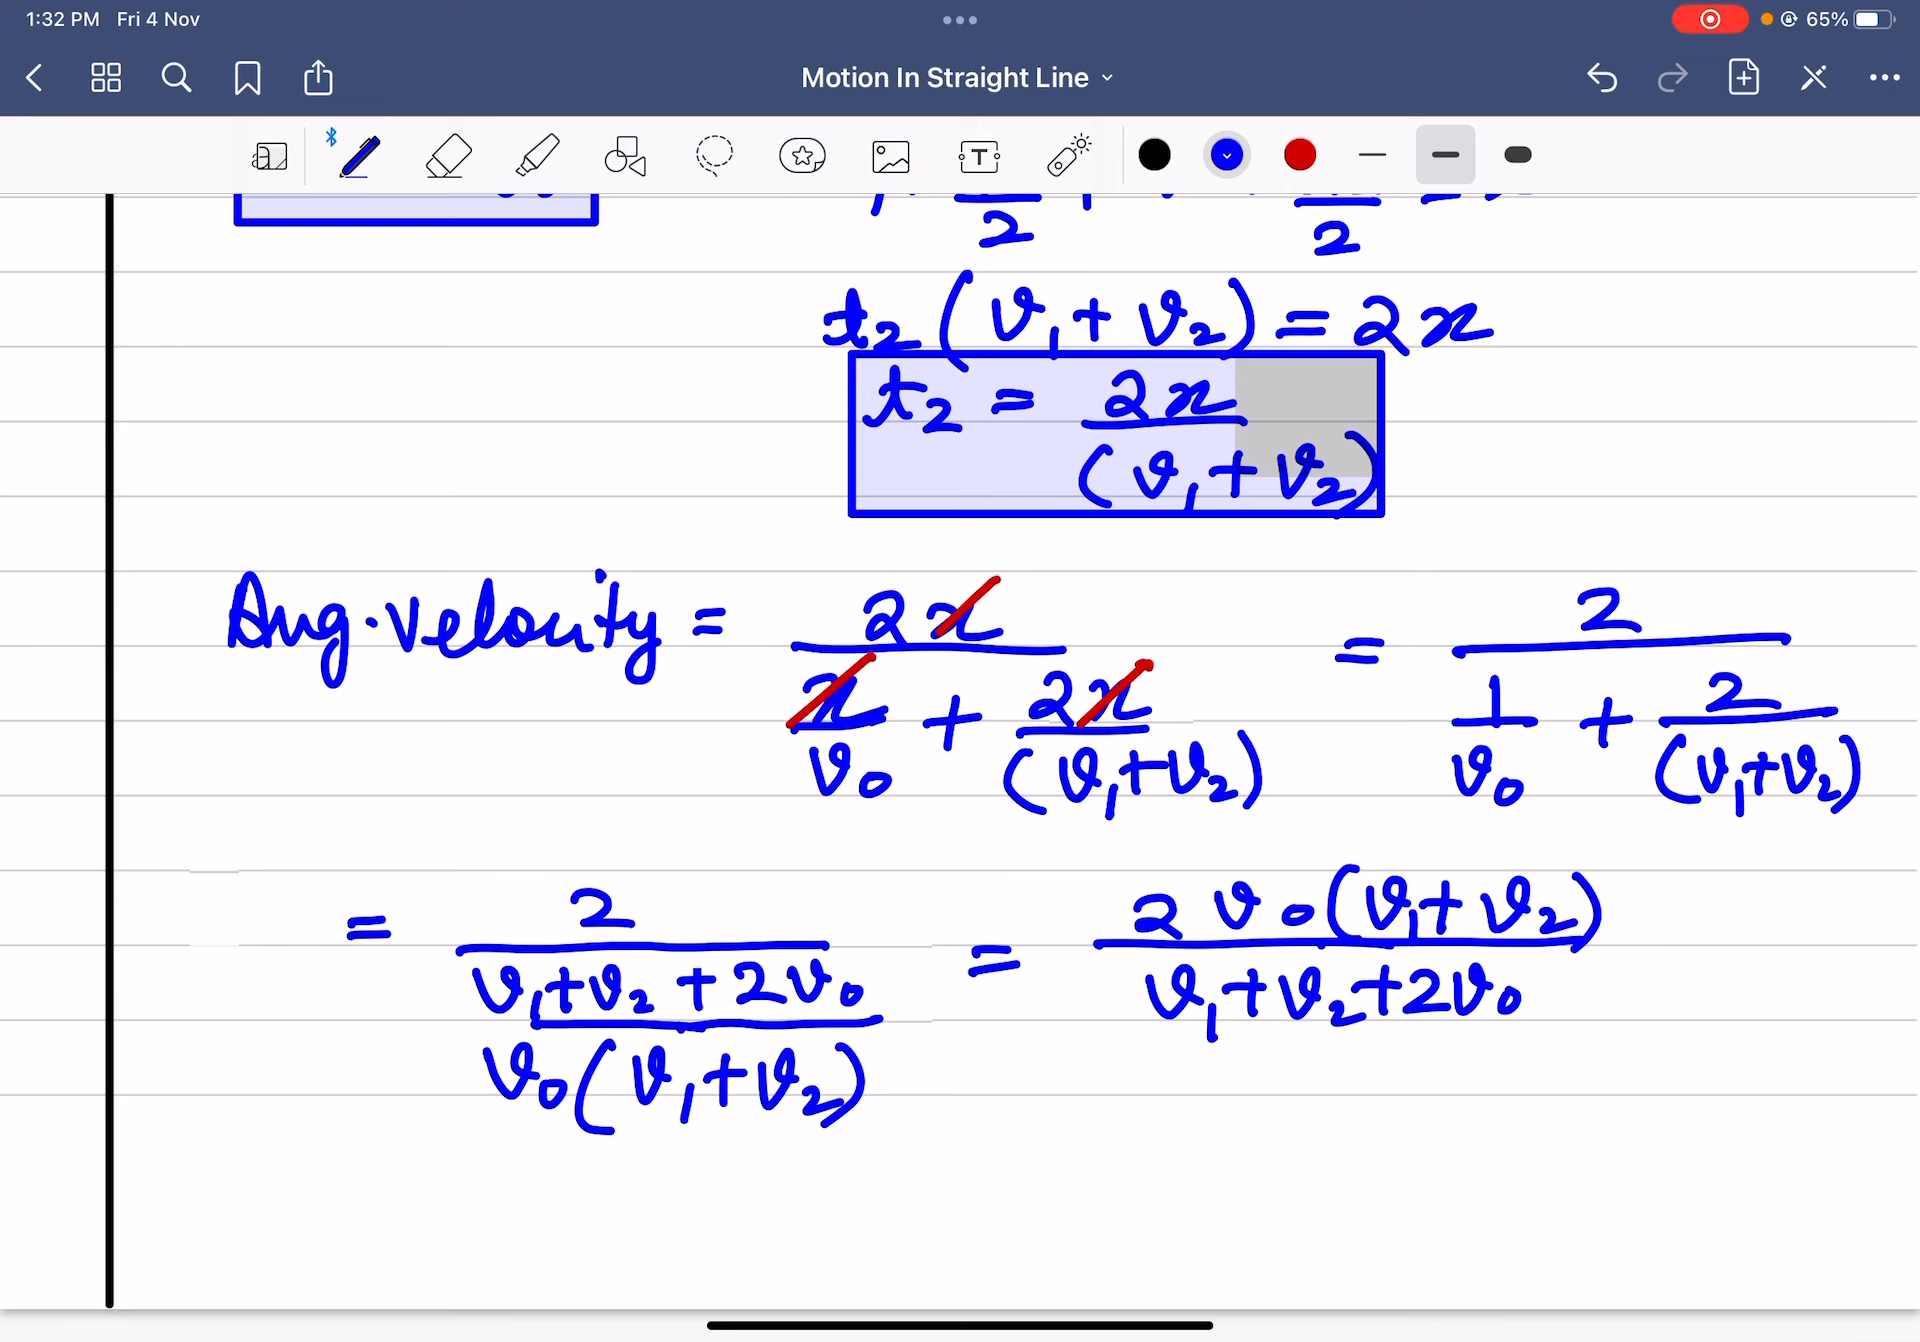 1:32 PM Fri 4 Nov
65%
Motion In Straight Line
T
2 2
t₂ (v₁ + v₂) = 2x
t₂ = 2x / (v₁ + v₂)
Avg. velocity = 2x / (x/v₀ + 2x/(v₁+v₂)) = 2 / (1/v₀ + 2/(v₁+v₂))
= 2 / ((v₁+v₂+2v₀) / v₀(v₁+v₂)) = 2v₀(v₁+v₂) / (v₁+v₂+2v₀)